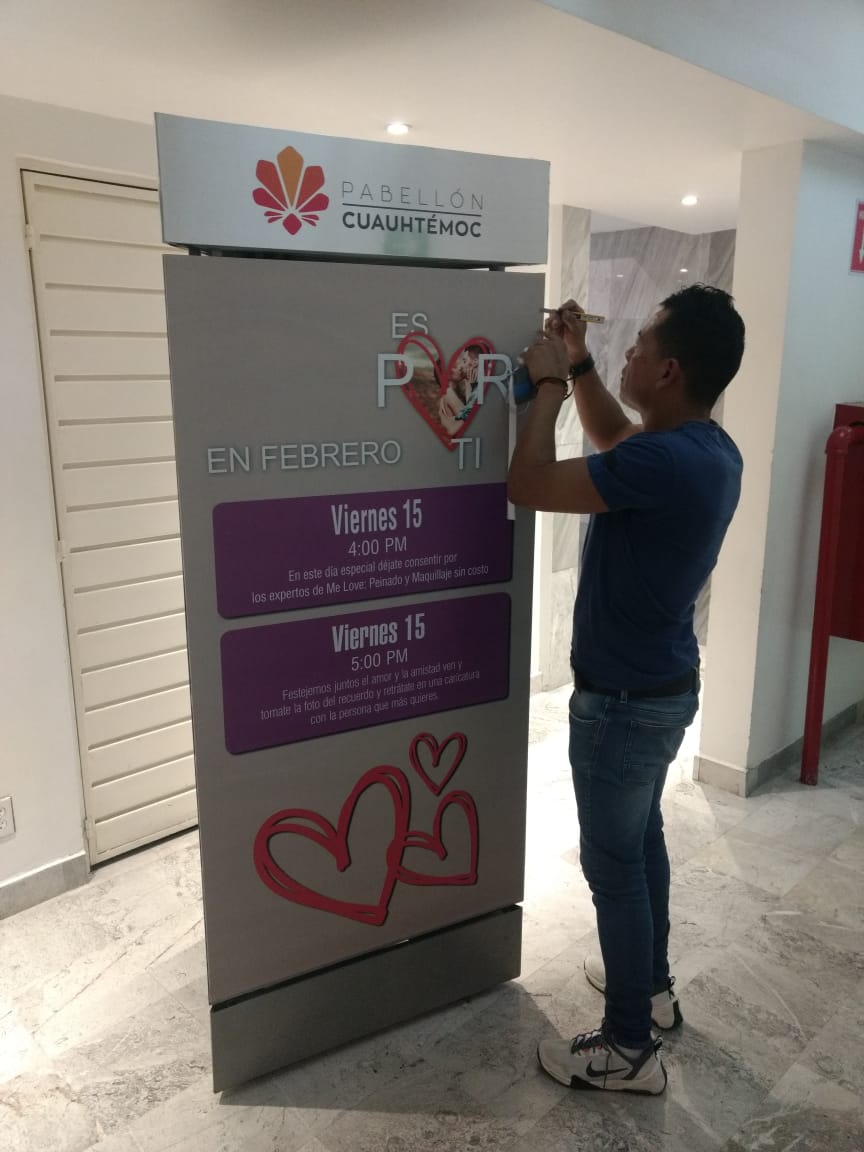 PABELLÓN
CUAUHTÉMOC
ES
P R
EN FEBRERO TI
Viernes 15
4:00 PM
En este día especial déjate consentir por
los expertos de Me Love: Peinado y Maquillaje sin costo
Viernes 15
5:00 PM
Festejemos juntos el amor y la amistad ven y
tomate la foto del recuerdo y retrátate en una caricatura
con la persona que más quieres.